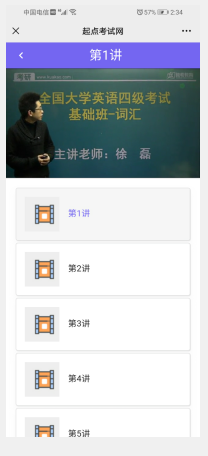 中国电信
57% 2:34
起点考试网
第1讲
全国大学英语四级考试
基础班-词汇
主讲老师：徐 磊
第1讲
第2讲
第3讲
第4讲
第5讲